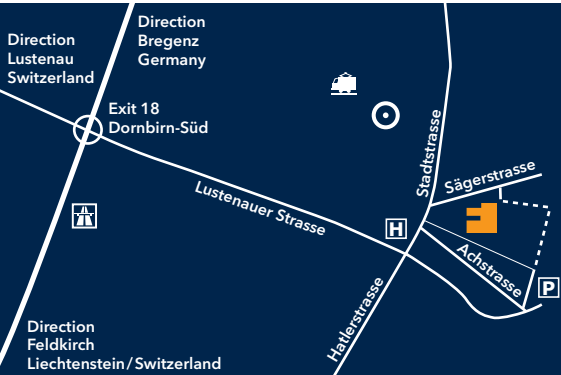 Direction
Lustenau
Switzerland
Direction
Bregenz
Germany
Exit 18
Dornbirn-Süd
Stadtstrasse
Sägerstrasse
Lustenauer Strasse
H
Achstrasse
P
Hatlerstrasse
Direction
Feldkirch
Liechtenstein/Switzerland